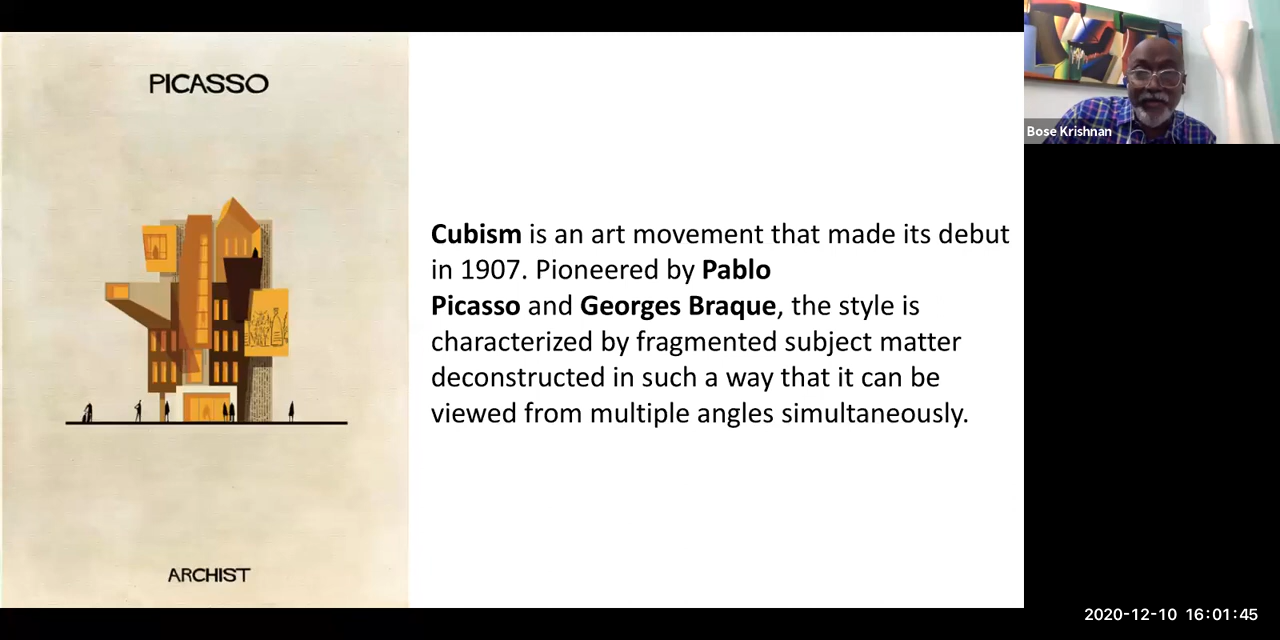 PICASSO
ARCHIST
Cubism is an art movement that made its debut
in 1907. Pioneered by Pablo
Picasso and Georges Braque, the style is
characterized by fragmented subject matter
deconstructed in such a way that it can be
viewed from multiple angles simultaneously.
Bose Krishnan
2020-12-10 16:01:45